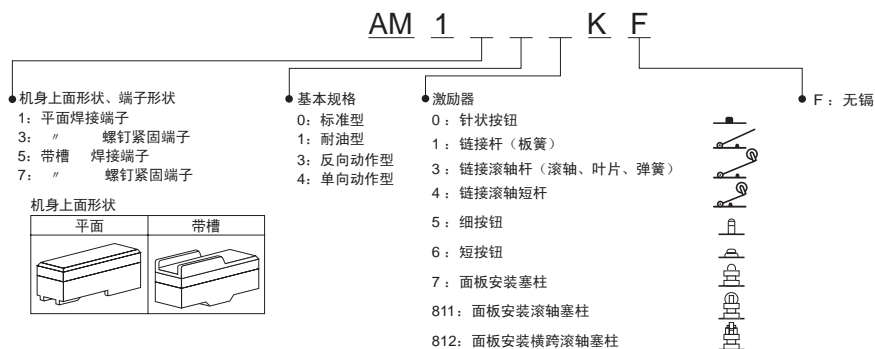 AM 1 _ _ _ K F
机身上面形状、端子形状
1：平面焊接端子
3：〃 螺钉紧固端子
5：带槽 焊接端子
7：〃 螺钉紧固端子
机身上面形状
平面 带槽
基本规格
0：标准型
1：耐油型
3：反向动作型
4：单向动作型
激励器
0：针状按钮
1：链接杆（板簧）
3：链接滚轴杆（滚轴、叶片、弹簧）
4：链接滚轴短杆
5：细按钮
6：短按钮
7：面板安装塞柱
811：面板安装滚轴塞柱
812：面板安装横跨滚轴塞柱
F：无镉